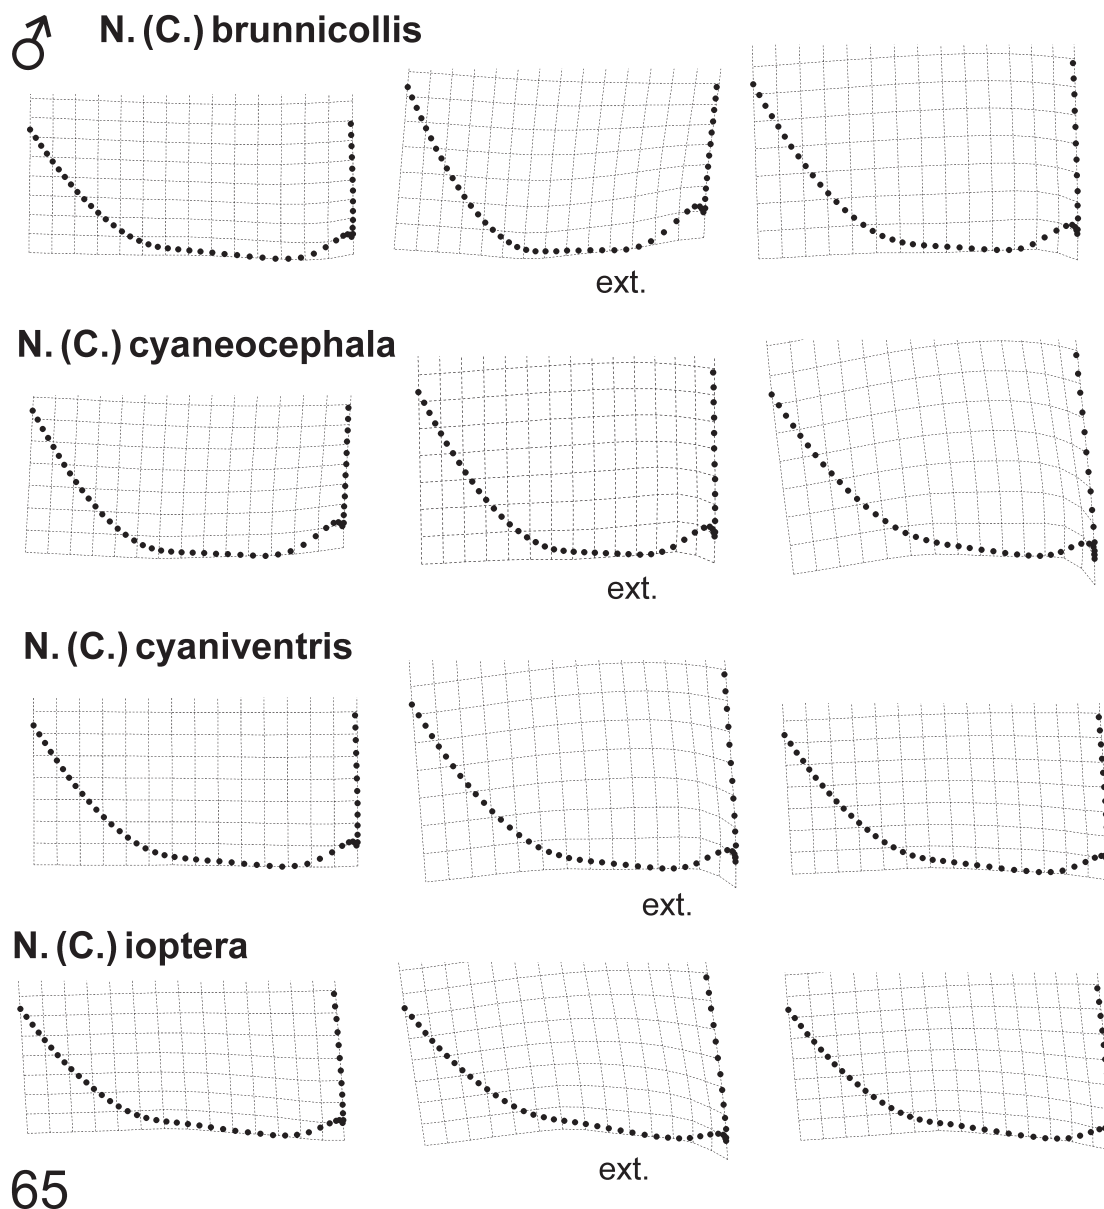 ♂ N. (C.) brunnicollis
ext.
N. (C.) cyaneocephala
ext.
N. (C.) cyaniventris
ext.
N. (C.) ioptera
ext.
65